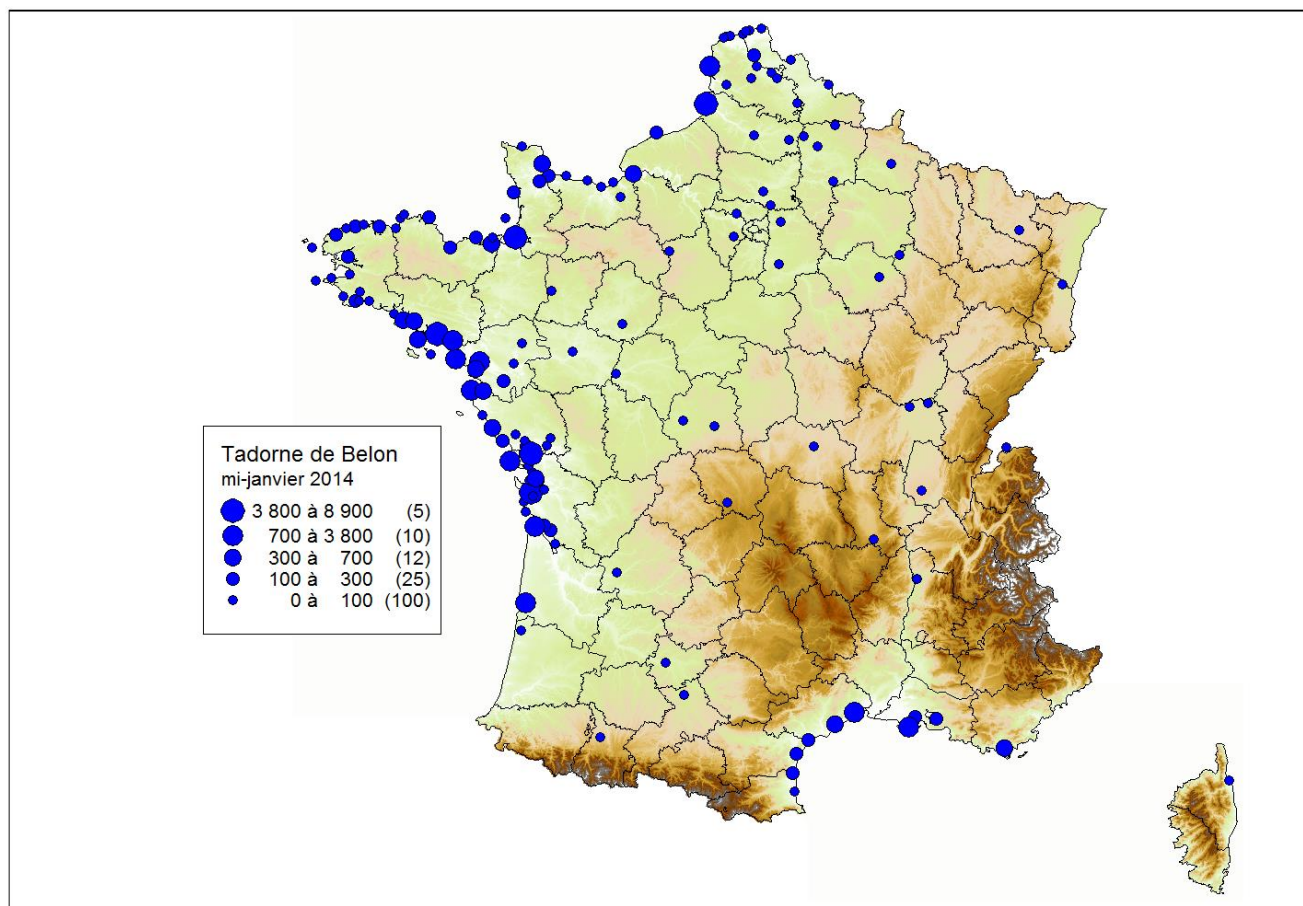 Tadorne de Belon
mi-janvier 2014
3 800 à 8 900 (5)
700 à 3 800 (10)
300 à 700 (12)
100 à 300 (25)
0 à 100 (100)